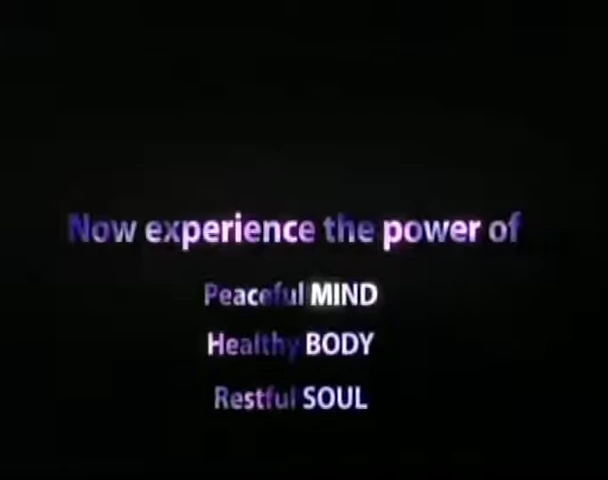 Now experience the power of
Peaceful MIND
Healthy BODY
Restful SOUL